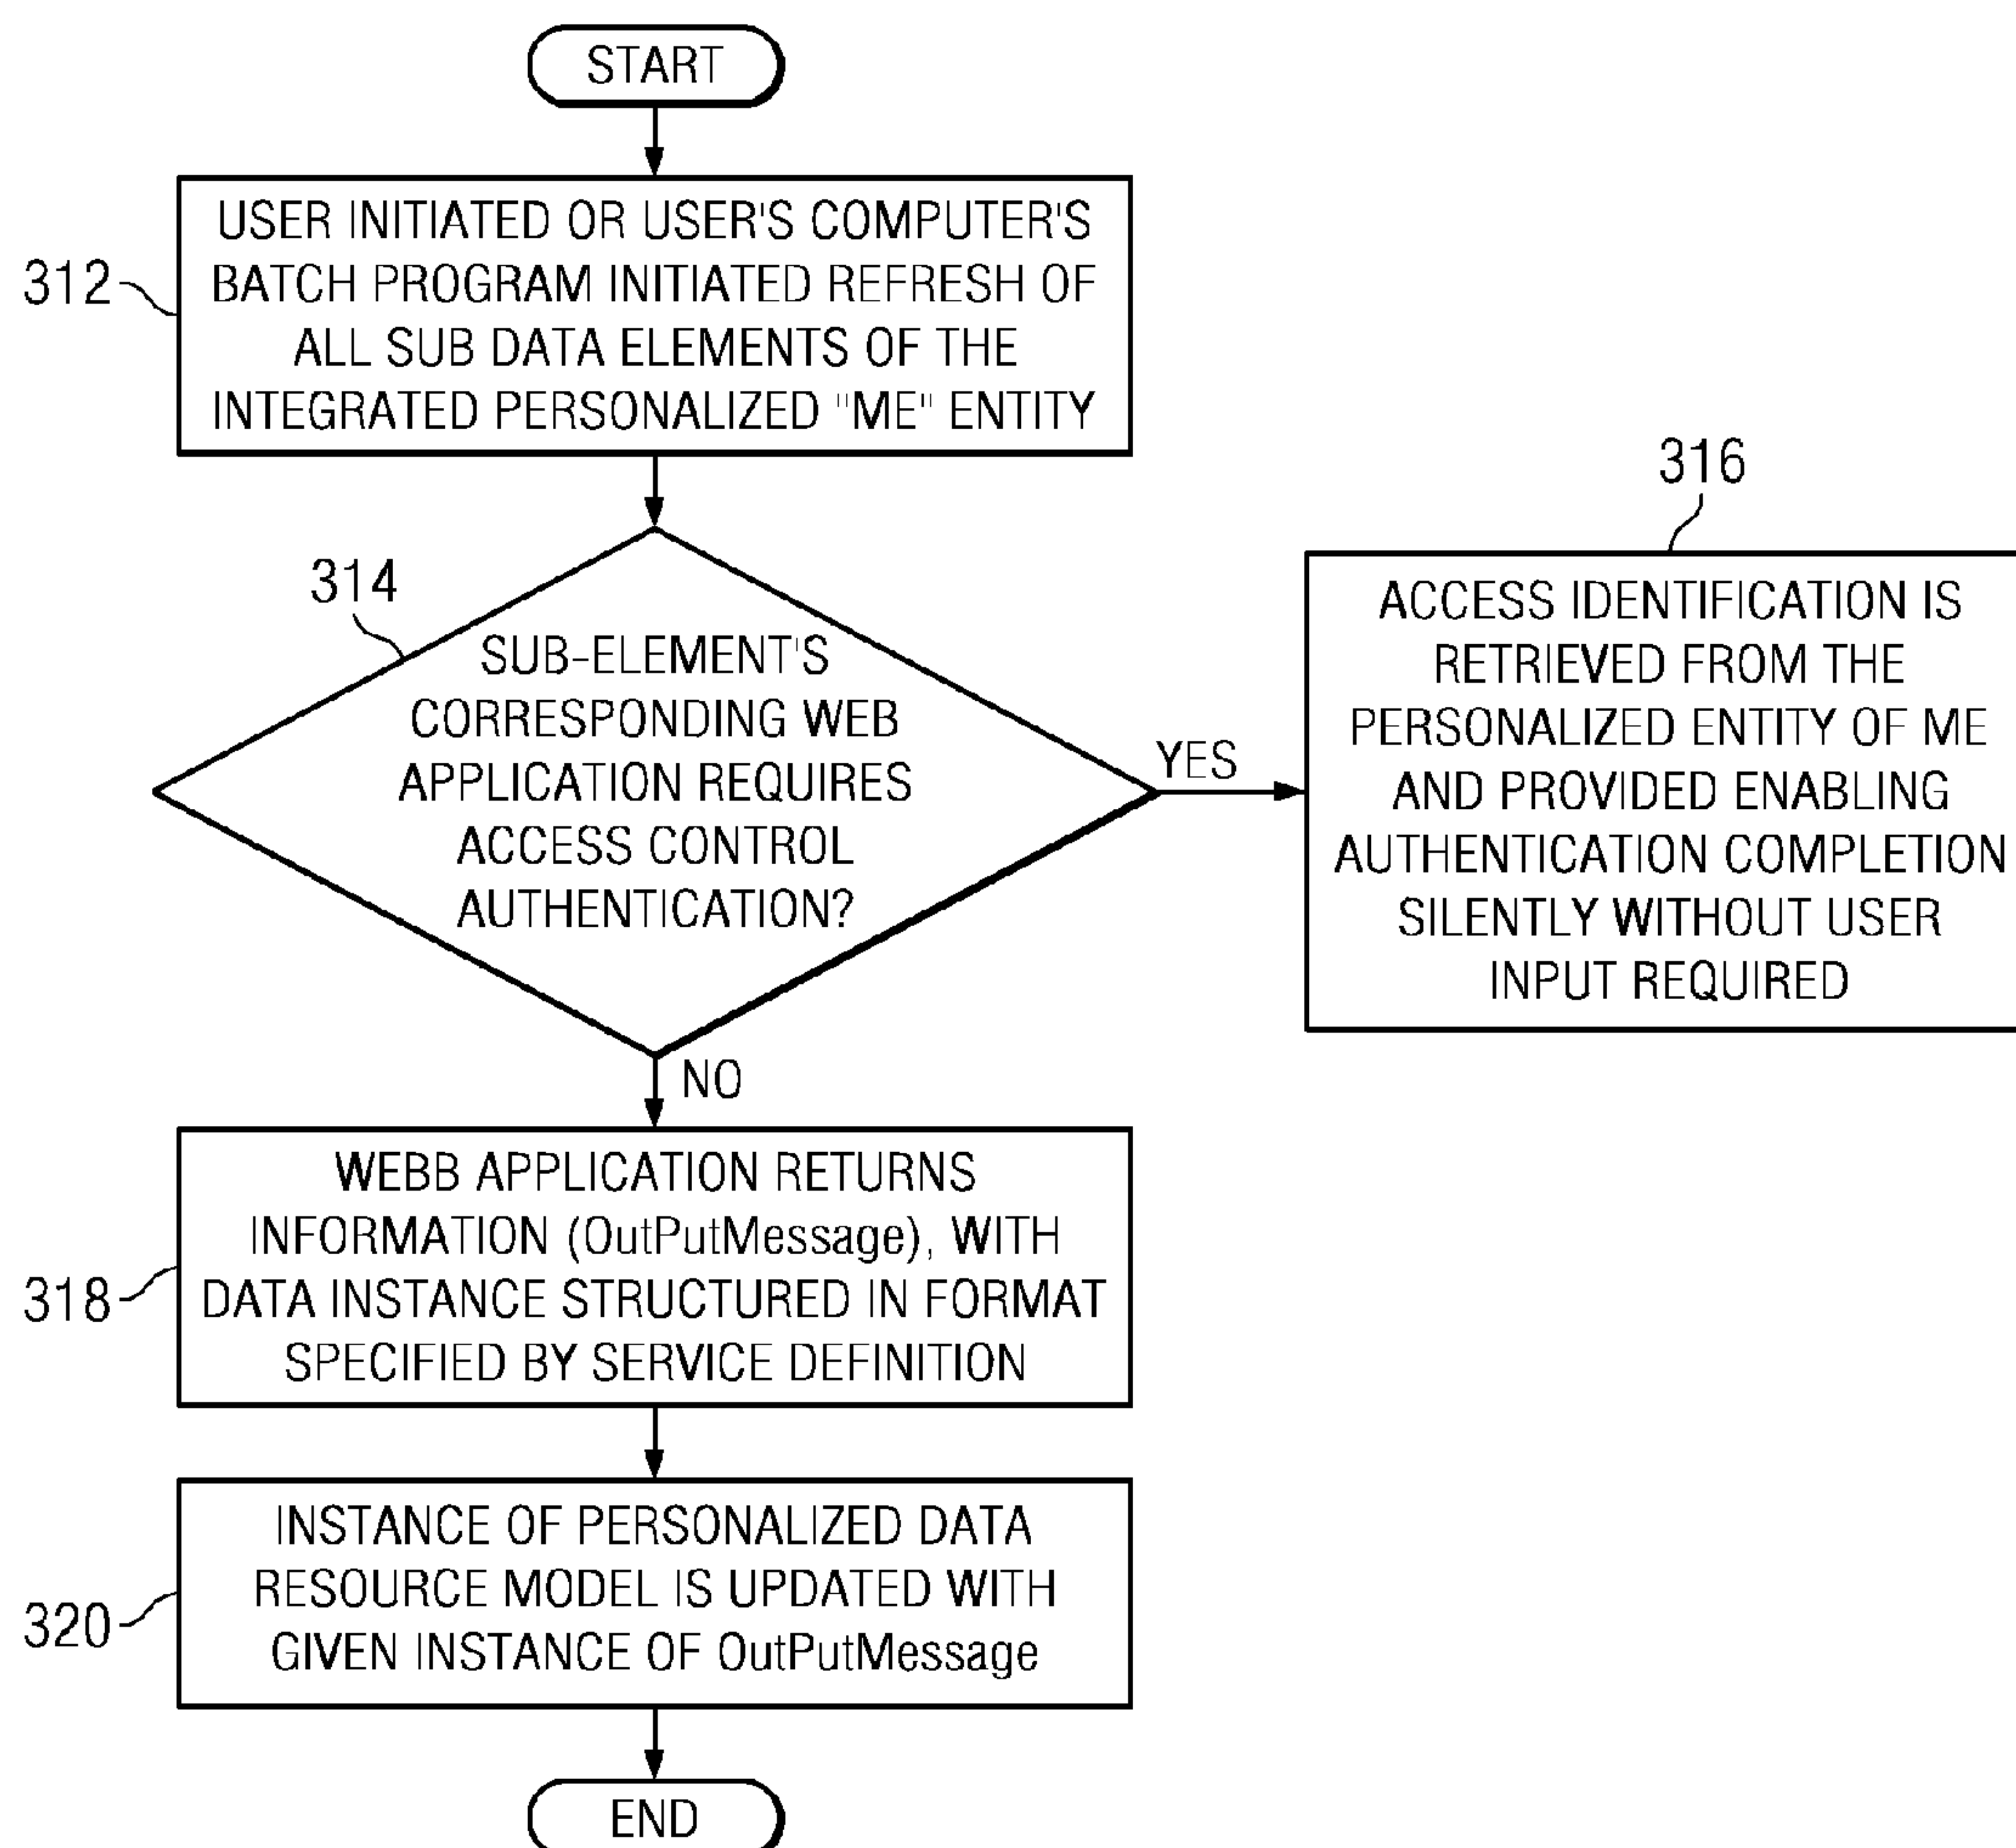 START
312
USER INITIATED OR USER'S COMPUTER'S
BATCH PROGRAM INITIATED REFRESH OF
ALL SUB DATA ELEMENTS OF THE
INTEGRATED PERSONALIZED "ME" ENTITY
314
SUB-ELEMENT'S
CORRESPONDING WEB
APPLICATION REQUIRES
ACCESS CONTROL
AUTHENTICATION?
YES
316
ACCESS IDENTIFICATION IS
RETRIEVED FROM THE
PERSONALIZED ENTITY OF ME
AND PROVIDED ENABLING
AUTHENTICATION COMPLETION
SILENTLY WITHOUT USER
INPUT REQUIRED
NO
318
WEBB APPLICATION RETURNS
INFORMATION (OutPutMessage), WITH
DATA INSTANCE STRUCTURED IN FORMAT
SPECIFIED BY SERVICE DEFINITION
320
INSTANCE OF PERSONALIZED DATA
RESOURCE MODEL IS UPDATED WITH
GIVEN INSTANCE OF OutPutMessage
END